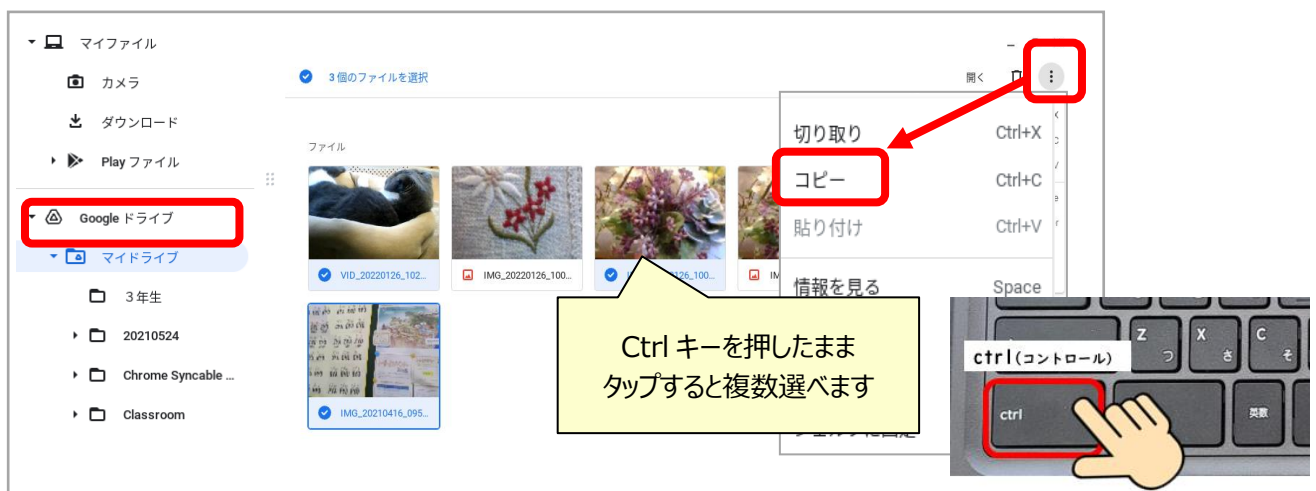 マイファイル
カメラ
ダウンロード
Play ファイル
Google ドライブ
マイドライブ
３年生
20210524
Chrome Syncable ...
Classroom
3 個のファイルを選択
開く
ファイル
VID_20220126_102...
IMG_20220126_100...
26_100...
IMG_20210416_095...
切り取り Ctrl+X
コピー Ctrl+C
貼り付け Ctrl+V
情報を見る Space
Ctrl キーを押したまま
タップすると複数選べます
ctrl(コントロール)
Z つ
X さ
C そ
ctrl
英数